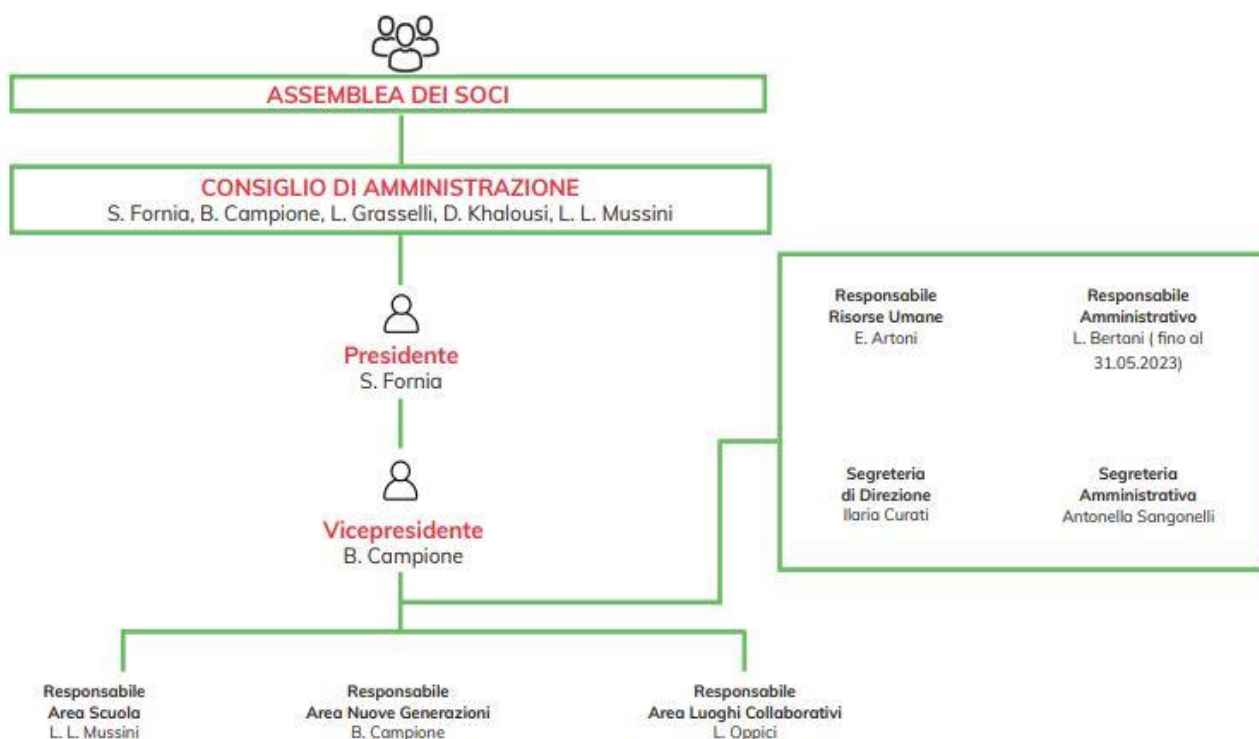 ASSEMBLEA DEI SOCI
CONSIGLIO DI AMMINISTRAZIONE
S. Fornia, B. Campione, L. Grasselli, D. Khalousi, L. L. Mussini
Presidente
S. Fornia
Vicepresidente
B. Campione
Responsabile
Risorse Umane
E. Artoni
Responsabile
Amministrativo
L. Bertani ( fino al
31.05.2023)
Segreteria
di Direzione
Ilaria Curati
Segreteria
Amministrativa
Antonella Sangonelli
Responsabile
Area Scuola
L. L. Mussini
Responsabile
Area Nuove Generazioni
B. Campione
Responsabile
Area Luoghi Collaborativi
L. Oppici